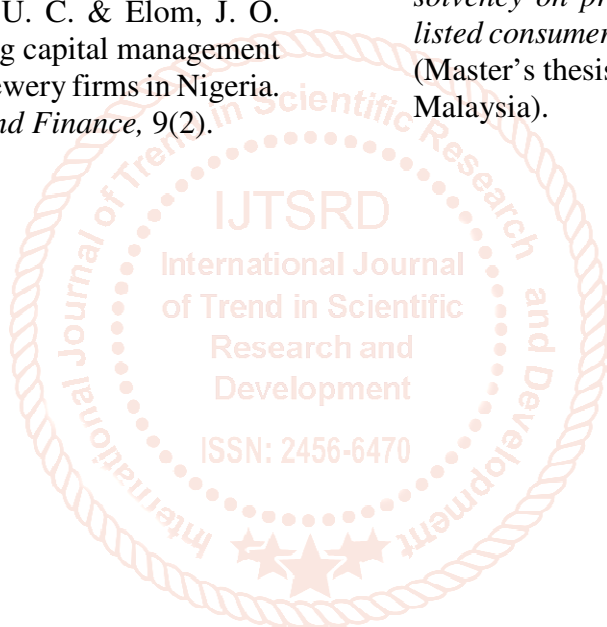 U. C. & Elom, J. O.
g capital management
ewery firms in Nigeria.
nd Finance, 9(2).
solvency on pr
listed consumer
(Master's thesis
Malaysia).
International Journal of Trend in Scientific Research and Development
IJTSRD
International Journal
of Trend in Scientific
Research and
Development
ISSN: 2456-6470